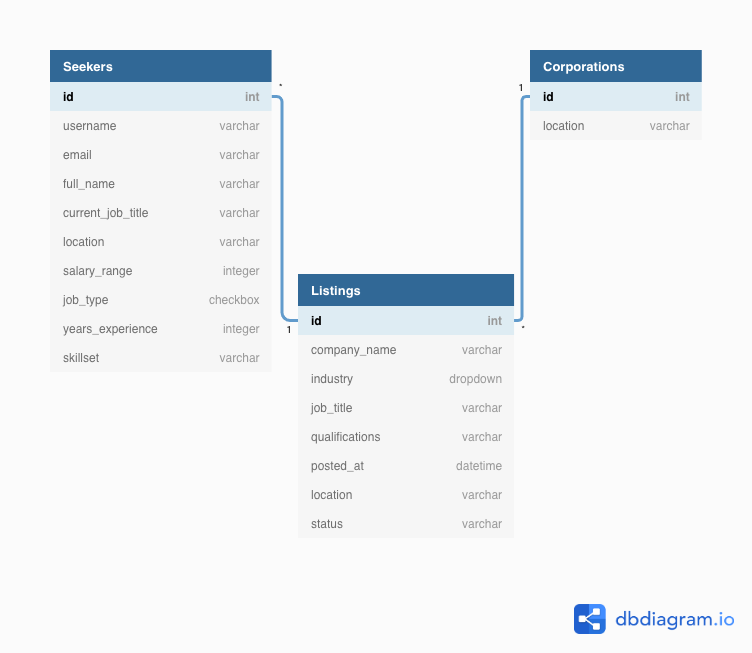 Seekers
id int
username varchar
email varchar
full_name varchar
current_job_title varchar
location varchar
salary_range integer
job_type checkbox
years_experience integer
skillset varchar
*
1
Listings
id int
company_name varchar
industry dropdown
job_title varchar
qualifications varchar
posted_at datetime
location varchar
status varchar
*
1
Corporations
id int
location varchar
dbdiagram.io